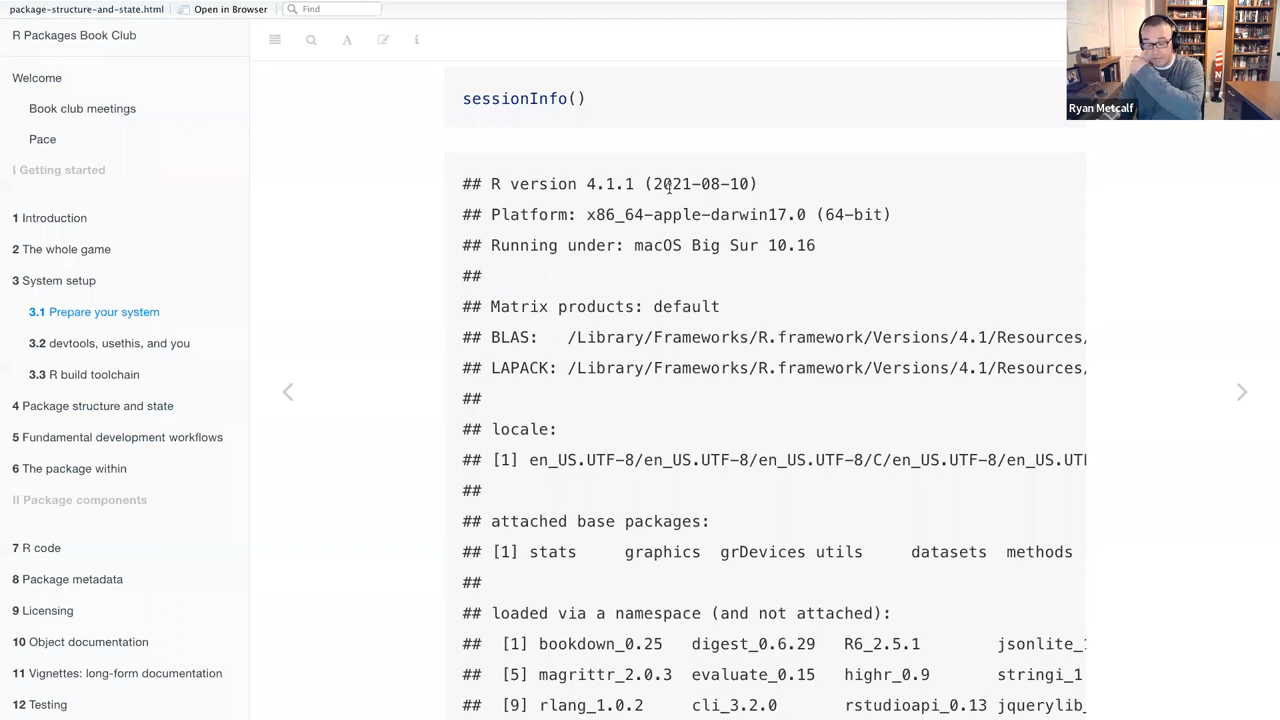 package-structure-and-state.html
Open in Browser
Find
R Packages Book Club
Welcome
Book club meetings
Pace
I Getting started
1 Introduction
2 The whole game
3 System setup
3.1 Prepare your system
3.2 devtools, usethis, and you
3.3 R build toolchain
4 Package structure and state
5 Fundamental development workflows
6 The package within
II Package components
7 R code
8 Package metadata
9 Licensing
10 Object documentation
11 Vignettes: long-form documentation
12 Testing
sessionInfo()
## R version 4.1.1 (2021-08-10)
## Platform: x86_64-apple-darwin17.0 (64-bit)
## Running under: macOS Big Sur 10.16
##
## Matrix products: default
## BLAS:   /Library/Frameworks/R.framework/Versions/4.1/Resources/
## LAPACK: /Library/Frameworks/R.framework/Versions/4.1/Resources/
##
## locale:
## [1] en_US.UTF-8/en_US.UTF-8/en_US.UTF-8/C/en_US.UTF-8/en_US.UTF
##
## attached base packages:
## [1] stats     graphics  grDevices utils     datasets  methods
##
## loaded via a namespace (and not attached):
##  [1] bookdown_0.25   digest_0.6.29   R6_2.5.1        jsonlite_1
##  [5] magrittr_2.0.3  evaluate_0.15   highr_0.9       stringi_1
##  [9] rlang_1.0.2     cli_3.2.0       rstudioapi_0.13 jquerylib_
Ryan Metcalf